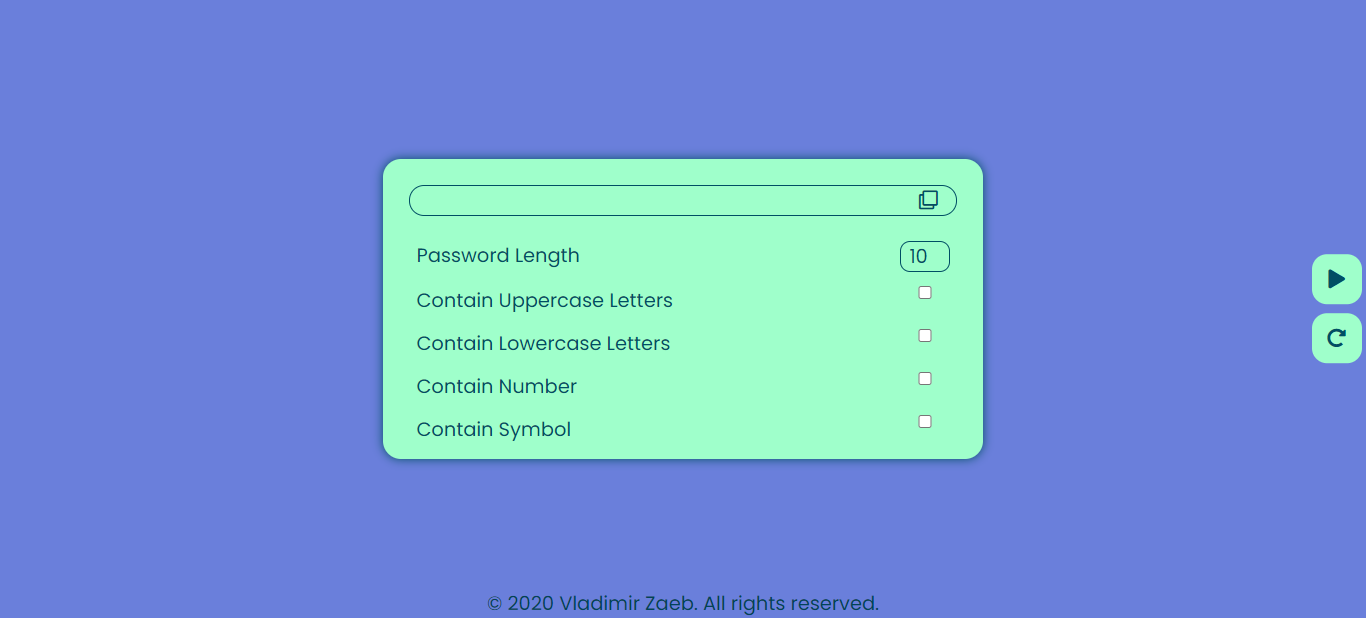 Password Length
10
Contain Uppercase Letters
Contain Lowercase Letters
Contain Number
Contain Symbol
© 2020 Vladimir Zaeb. All rights reserved.